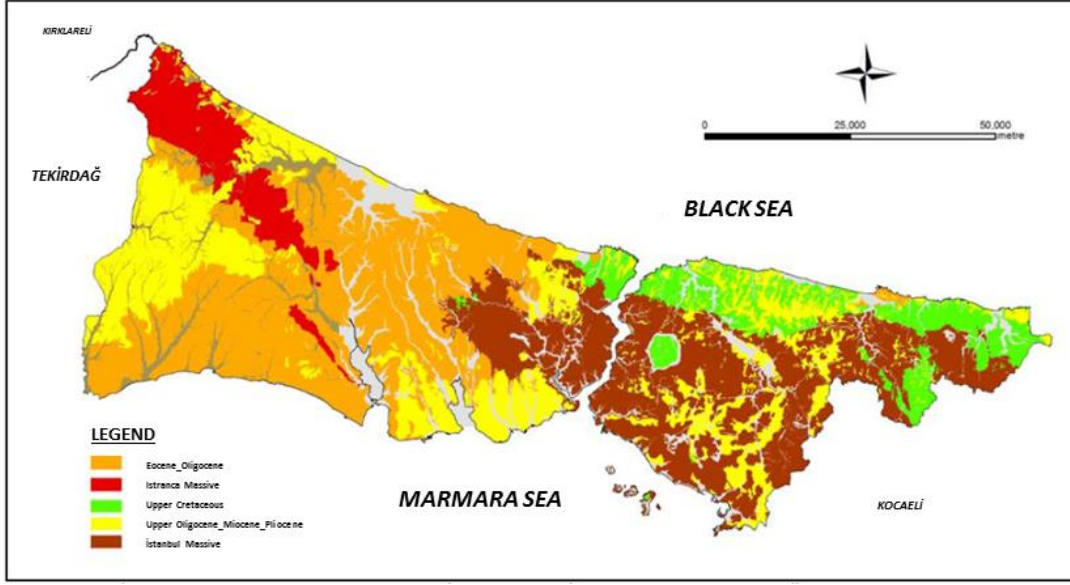 KIRKLARELİ
0 25,000 50,000
metre
TEKİRDAĞ
BLACK SEA
LEGEND
Eocene_Oligocene
Istranca Massive
Upper Cretaceous
Upper Oligocene_Miocene_Pliocene
İstanbul Massive
MARMARA SEA
KOCAELİ